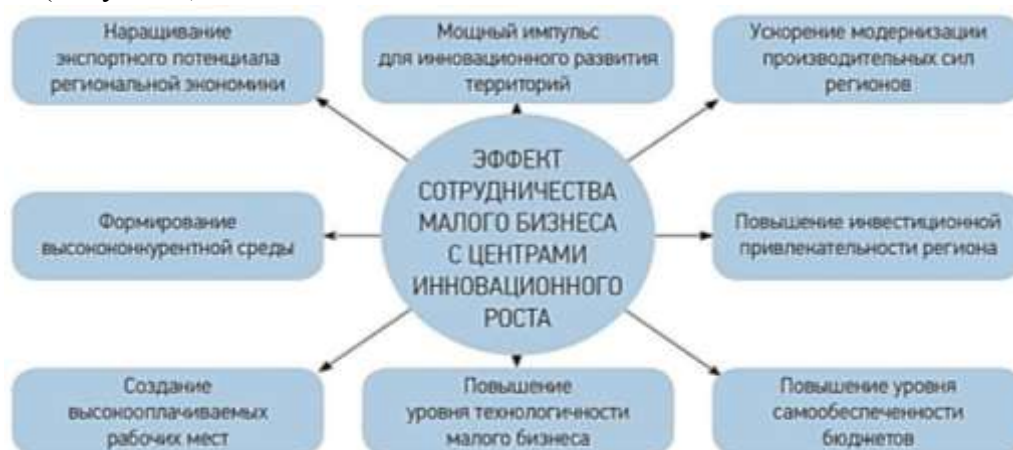 Наращивание
экспортного потенциала
региональной экономики
Мощный импульс
для инновационного развития
территорий
Ускорение модернизации
производительных сил
регионов
ЭФФЕКТ
СОТРУДНИЧЕСТВА
МАЛОГО БИЗНЕСА
С ЦЕНТРАМИ
ИННОВАЦИОННОГО
РОСТА
Формирование
высококонкурентной среды
Повышение инвестиционной
привлекательности региона
Создание
высокооплачиваемых
рабочих мест
Повышение
уровня технологичности
малого бизнеса
Повышение уровня
самообеспеченности
бюджетов